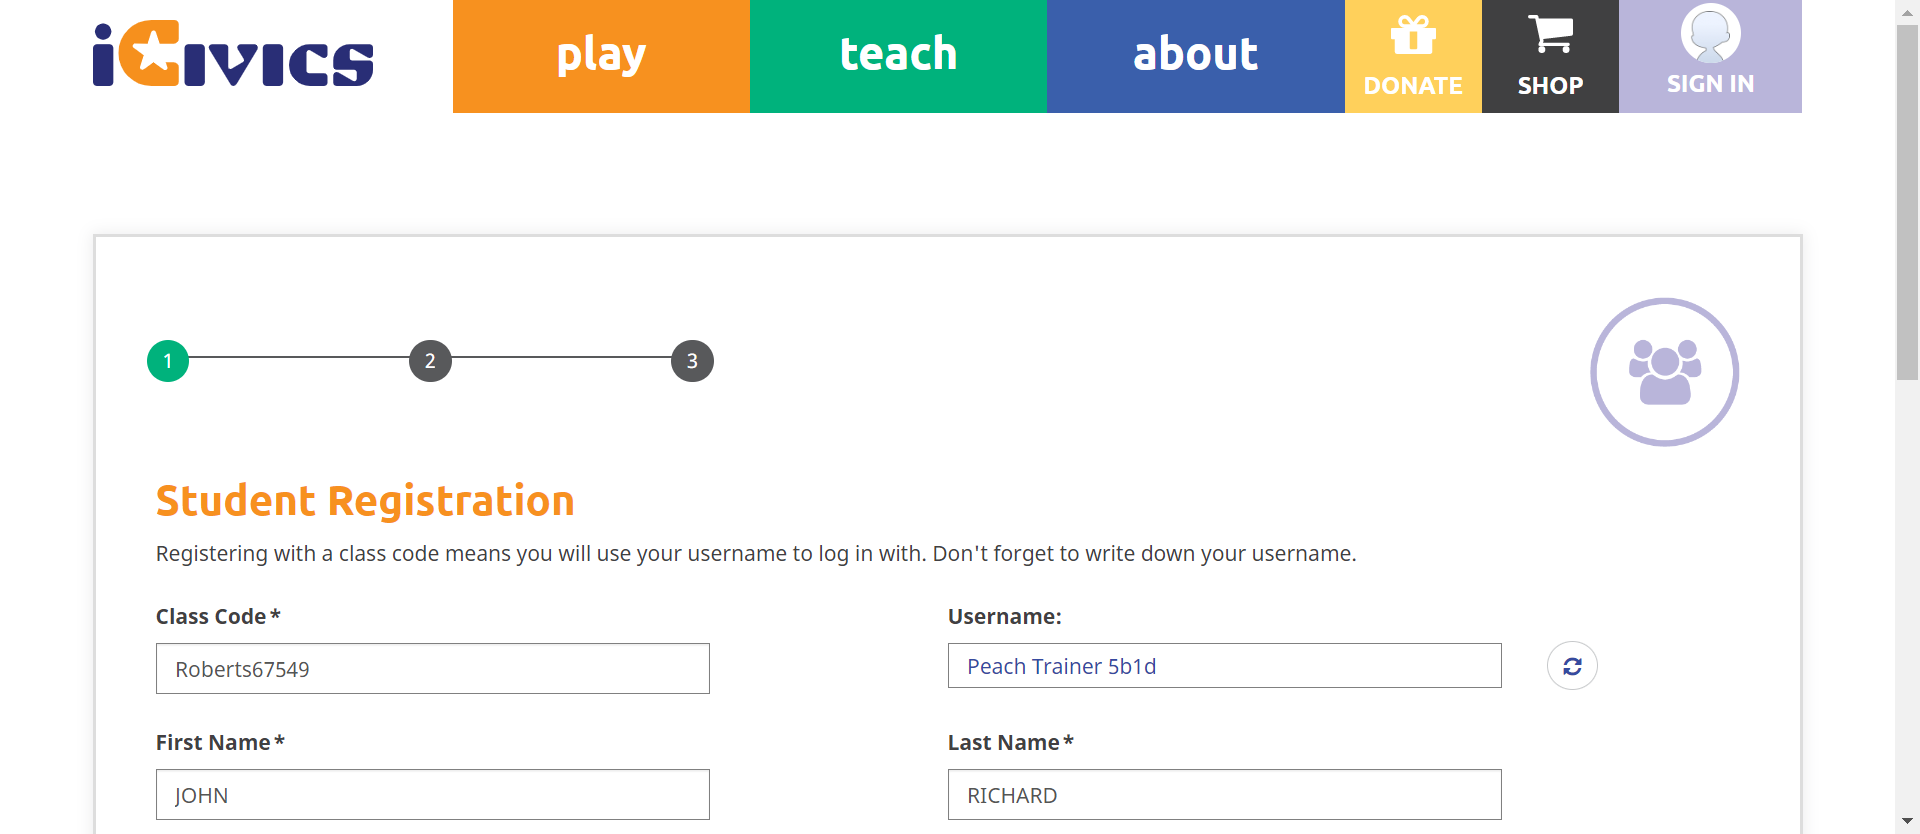 iCivics
play
teach
about
DONATE
SHOP
SIGN IN
1
2
3
Student Registration
Registering with a class code means you will use your username to log in with. Don't forget to write down your username.
Class Code*
Username:
Roberts67549
Peach Trainer 5b1d
First Name*
Last Name*
JOHN
RICHARD